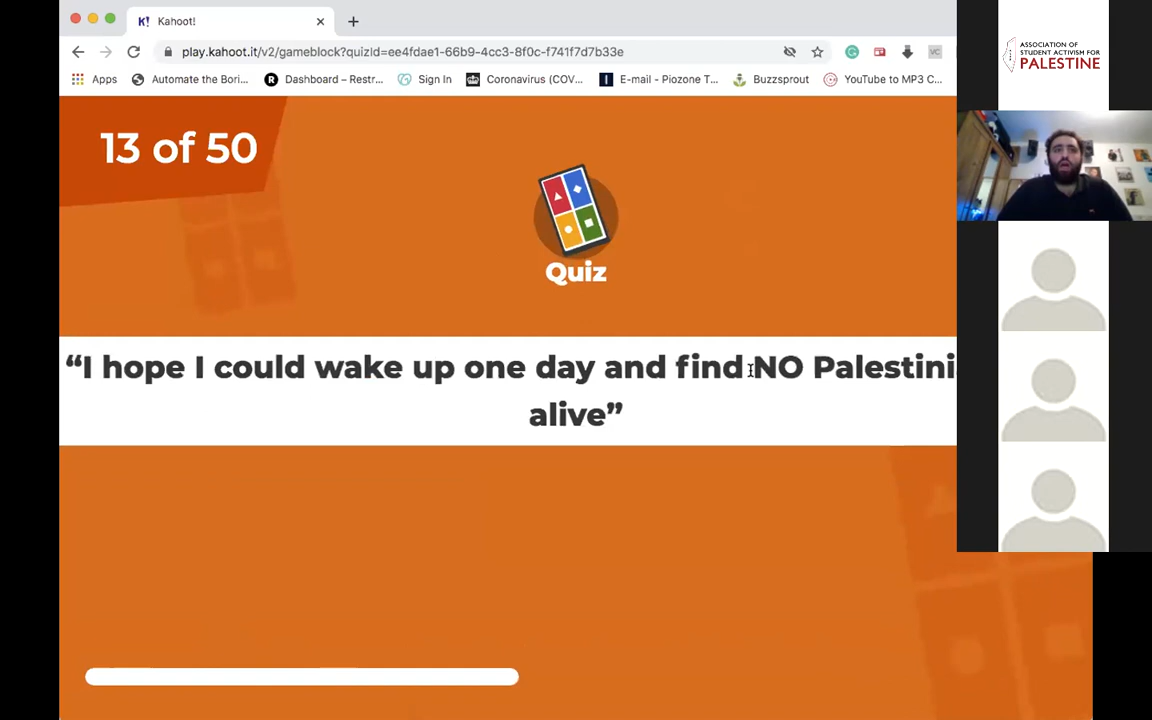 Kahoot!
play.kahoot.it/v2/gameblock?quizid=ee4fdae1-66b9-4cc3-8f0c-f741f7d7b33e
Apps Automate the Bori... Dashboard – Restr... Sign In Coronavirus (COV... E-mail - Piozone T... Buzzsprout YouTube to MP3 C...
ASSOCIATION OF
STUDENT ACTIVISM FOR
PALESTINE
13 of 50
Quiz
“I hope I could wake up one day and find NO Palestini
alive”